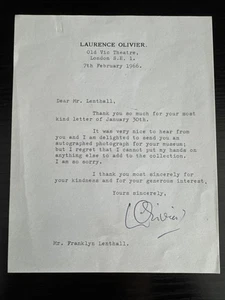 LAURENCE OLIVIER.
Old Vic Theatre,
London S.E. 1.
7th February 1966.
Dear Mr. Lenthall,
Thank you so much for your most
kind letter of January 30th.
It was very nice to hear from
you and I am delighted to send you an
autographed photograph for your museum;
but I regret that I cannot put my hands on
anything else to add to the collection.
I am so sorry.
I thank you most sincerely for
your kindness and for your generous interest,
Yours sincerely,
LOlivier
Mr. Franklyn Lenthall.